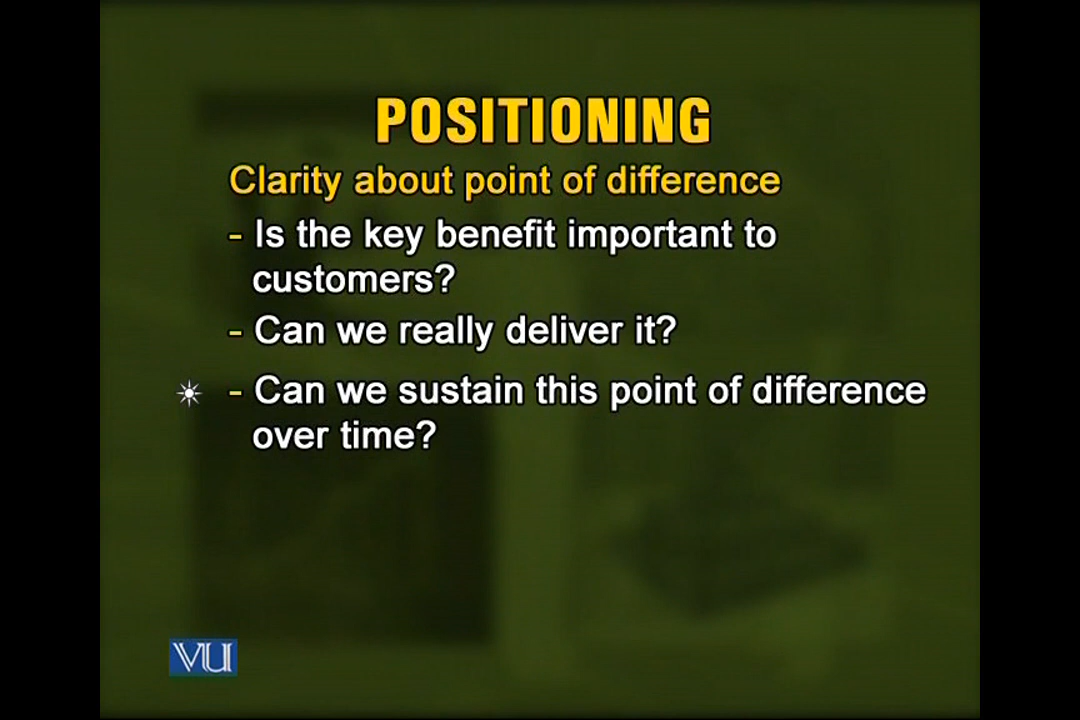 POSITIONING
Clarity about point of difference
- Is the key benefit important to
customers?
- Can we really deliver it?
- Can we sustain this point of difference
over time?
VU